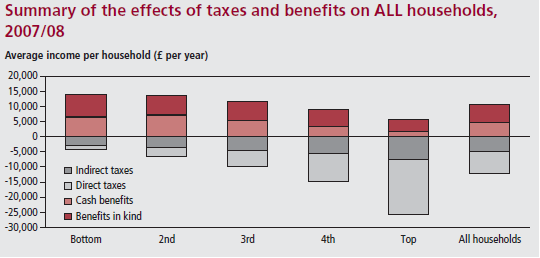 Summary of the effects of taxes and benefits on ALL households,
2007/08
Average income per household (£ per year)
20,000
15,000
10,000
5,000
0
-5,000
-10,000
-15,000
-20,000
-25,000
-30,000
Indirect taxes
Direct taxes
Cash benefits
Benefits in kind
Bottom 2nd 3rd 4th Top All households